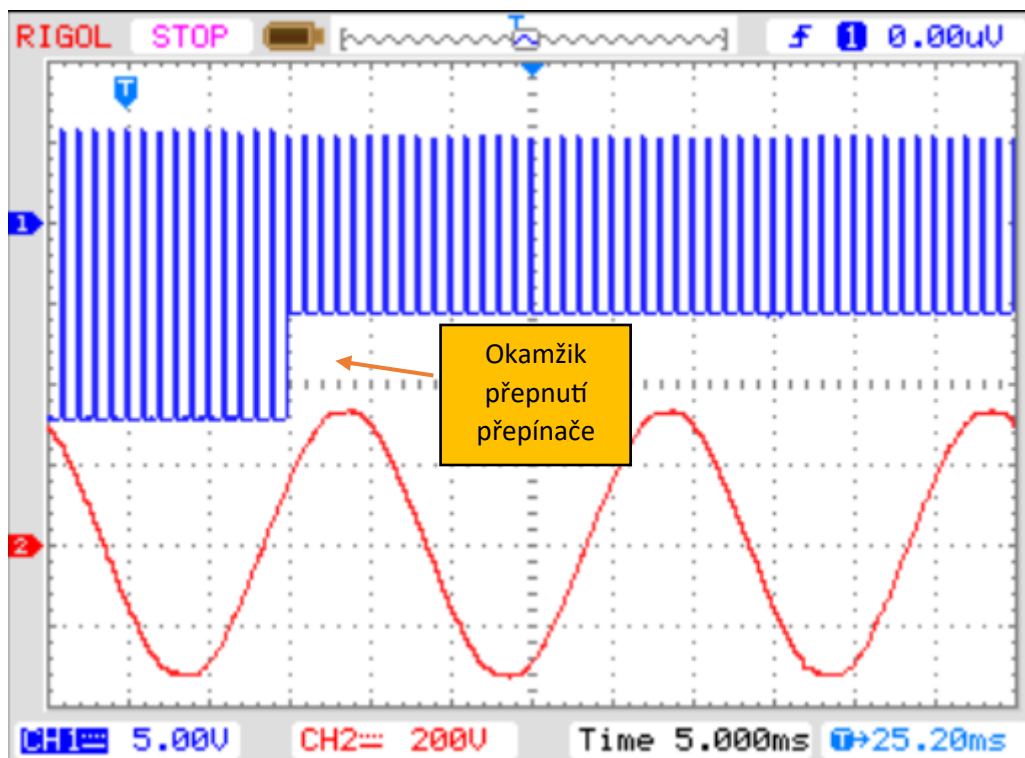 RIGOL STOP T 1 0.00uV
T
1
Okamžik
přepnutí
přepínače
2
CH1 5.00V CH2 200V Time 5.000ms T→25.20ms